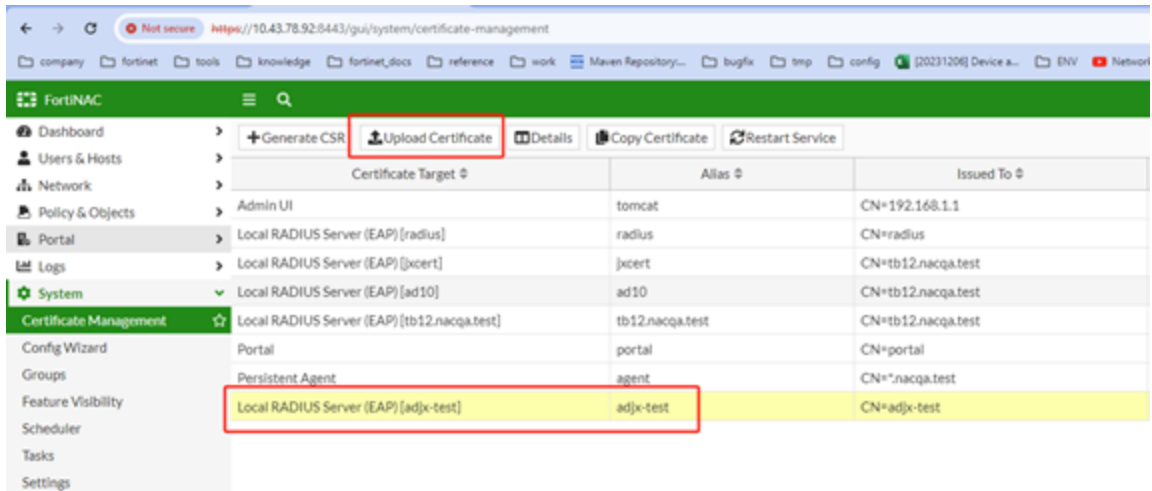 Not secure https://10.43.78.92:8443/gui/system/certificate-management
company fortinet tools knowledge fortinet_docs reference work Maven Repository... bugfix tmp config [20231206] Device a... ENV Network
FortiNAC
Dashboard
Users & Hosts
Network
Policy & Objects
Portal
Logs
System
Certificate Management
Config Wizard
Groups
Feature Visibility
Scheduler
Tasks
Settings
Generate CSR Upload Certificate Details Copy Certificate Restart Service
Certificate Target Alias Issued To
Admin UI tomcat CN=192.168.1.1
Local RADIUS Server (EAP) [radius] radius CN=radius
Local RADIUS Server (EAP) [jxcert] jxcert CN=tb12.nacqa.test
Local RADIUS Server (EAP) [ad10] ad10 CN=tb12.nacqa.test
Local RADIUS Server (EAP) [tb12.nacqa.test] tb12.nacqa.test CN=tb12.nacqa.test
Portal portal CN=portal
Persistent Agent agent CN=*.nacqa.test
Local RADIUS Server (EAP) [adjx-test] adjx-test CN=adjx-test